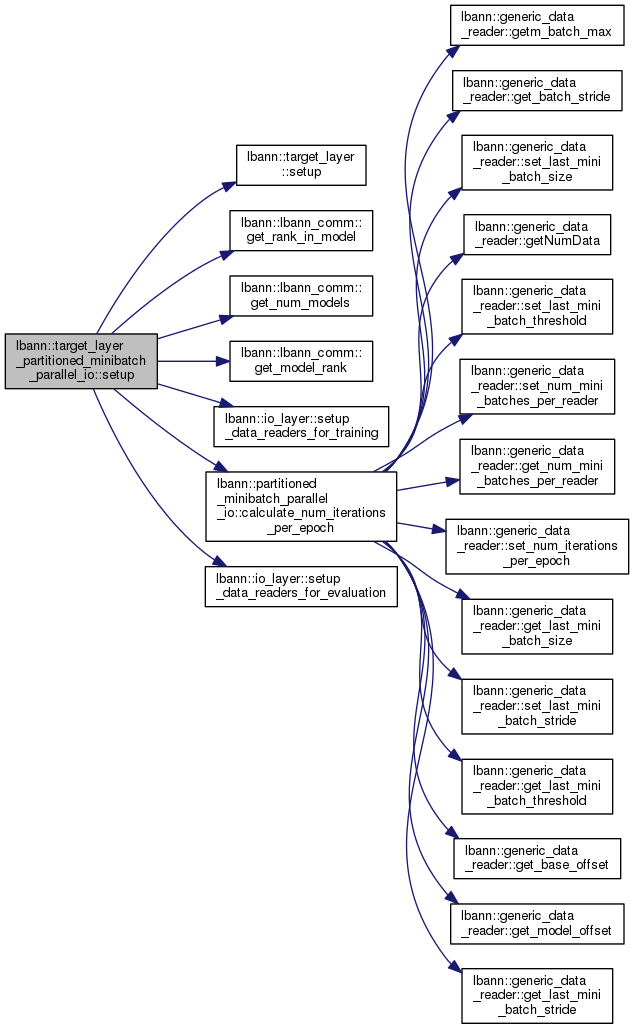 lbann::target_layer
_partitioned_minibatch
_parallel_io::setup
lbann::target_layer
::setup
lbann::lbann_comm::
get_rank_in_model
lbann::lbann_comm::
get_num_models
lbann::lbann_comm::
get_model_rank
lbann::io_layer::setup
_data_readers_for_training
lbann::partitioned
_minibatch_parallel
_io::calculate_num_iterations
_per_epoch
lbann::io_layer::setup
_data_readers_for_evaluation
lbann::generic_data
_reader::getm_batch_max
lbann::generic_data
_reader::get_batch_stride
lbann::generic_data
_reader::set_last_mini
_batch_size
lbann::generic_data
_reader::getNumData
lbann::generic_data
_reader::set_last_mini
_batch_threshold
lbann::generic_data
_reader::set_num_mini
_batches_per_reader
lbann::generic_data
_reader::get_num_mini
_batches_per_reader
lbann::generic_data
_reader::set_num_iterations
_per_epoch
lbann::generic_data
_reader::get_last_mini
_batch_size
lbann::generic_data
_reader::set_last_mini
_batch_stride
lbann::generic_data
_reader::get_last_mini
_batch_threshold
lbann::generic_data
_reader::get_base_offset
lbann::generic_data
_reader::get_model_offset
lbann::generic_data
_reader::get_last_mini
_batch_stride